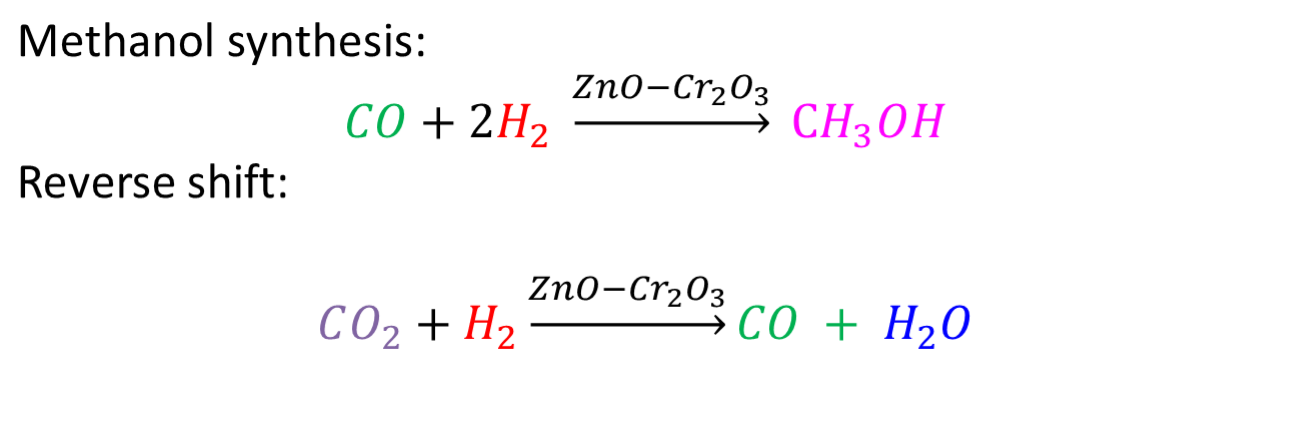 Methanol synthesis:
ZnO−Cr₂O₃
CO + 2H₂ → CH₃OH
Reverse shift:
ZnO−Cr₂O₃
CO₂ + H₂ → CO + H₂O